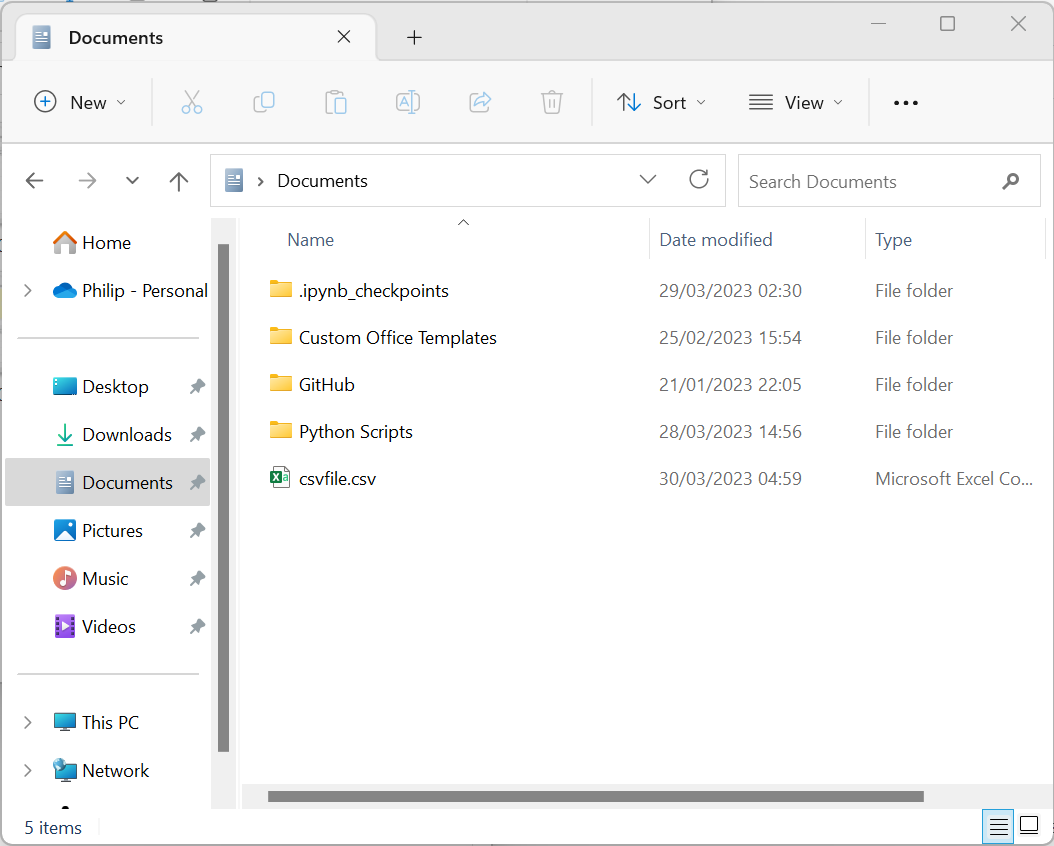 Documents
New Sort View
Documents Search Documents
Home
Philip - Personal
Desktop
Downloads
Documents
Pictures
Music
Videos
This PC
Network
Name Date modified Type
.ipynb_checkpoints 29/03/2023 02:30 File folder
Custom Office Templates 25/02/2023 15:54 File folder
GitHub 21/01/2023 22:05 File folder
Python Scripts 28/03/2023 14:56 File folder
csvfile.csv 30/03/2023 04:59 Microsoft Excel Co...
5 items